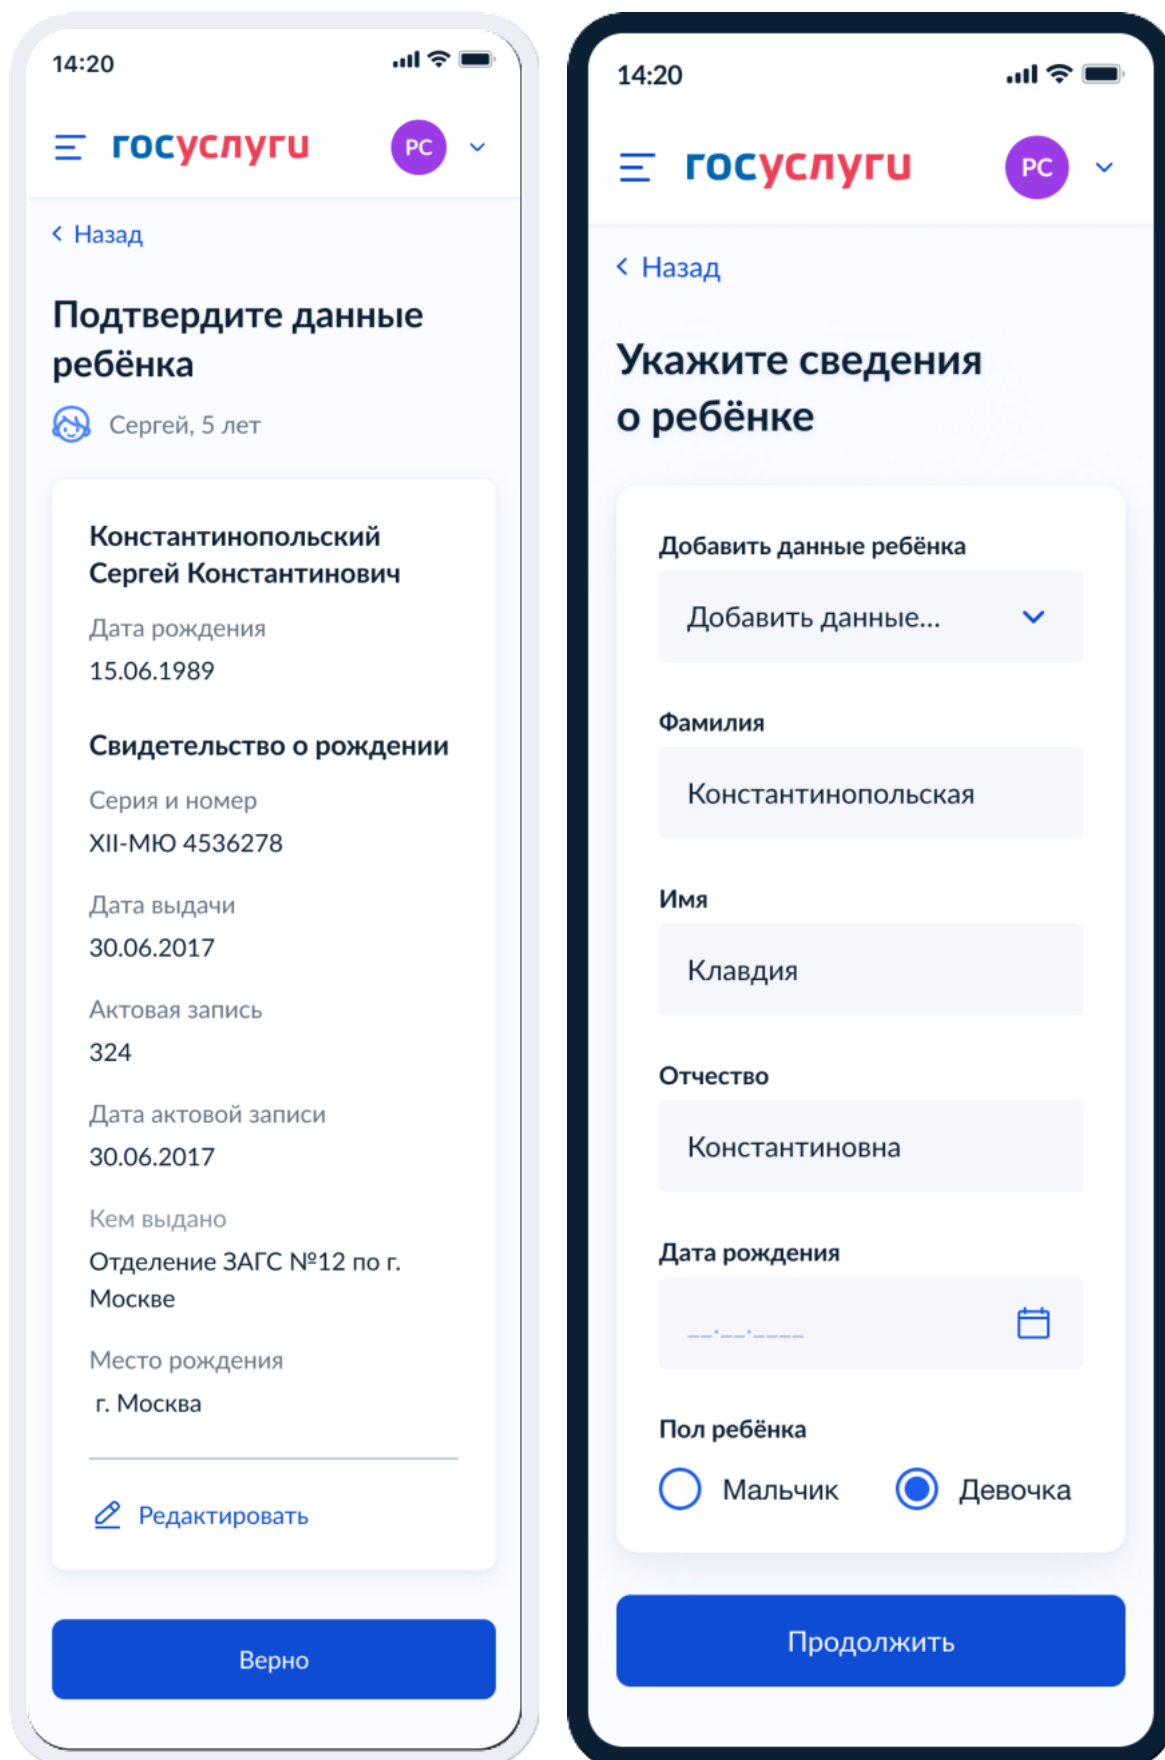 14:20
госуслуги
РС
Назад
Подтвердите данные
ребёнка
Сергей, 5 лет
Константинопольский
Сергей Константинович
Дата рождения
15.06.1989
Свидетельство о рождении
Серия и номер
XII-МЮ 4536278
Дата выдачи
30.06.2017
Актовая запись
324
Дата актовой записи
30.06.2017
Кем выдано
Отделение ЗАГС №12 по г.
Москве
Место рождения
г. Москва
Редактировать
Верно
14:20
госуслуги
РС
Назад
Укажите сведения
о ребёнке
Добавить данные ребёнка
Добавить данные...
Фамилия
Константинопольская
Имя
Клавдия
Отчество
Константиновна
Дата рождения
__.__.____
Пол ребёнка
Мальчик
Девочка
Продолжить